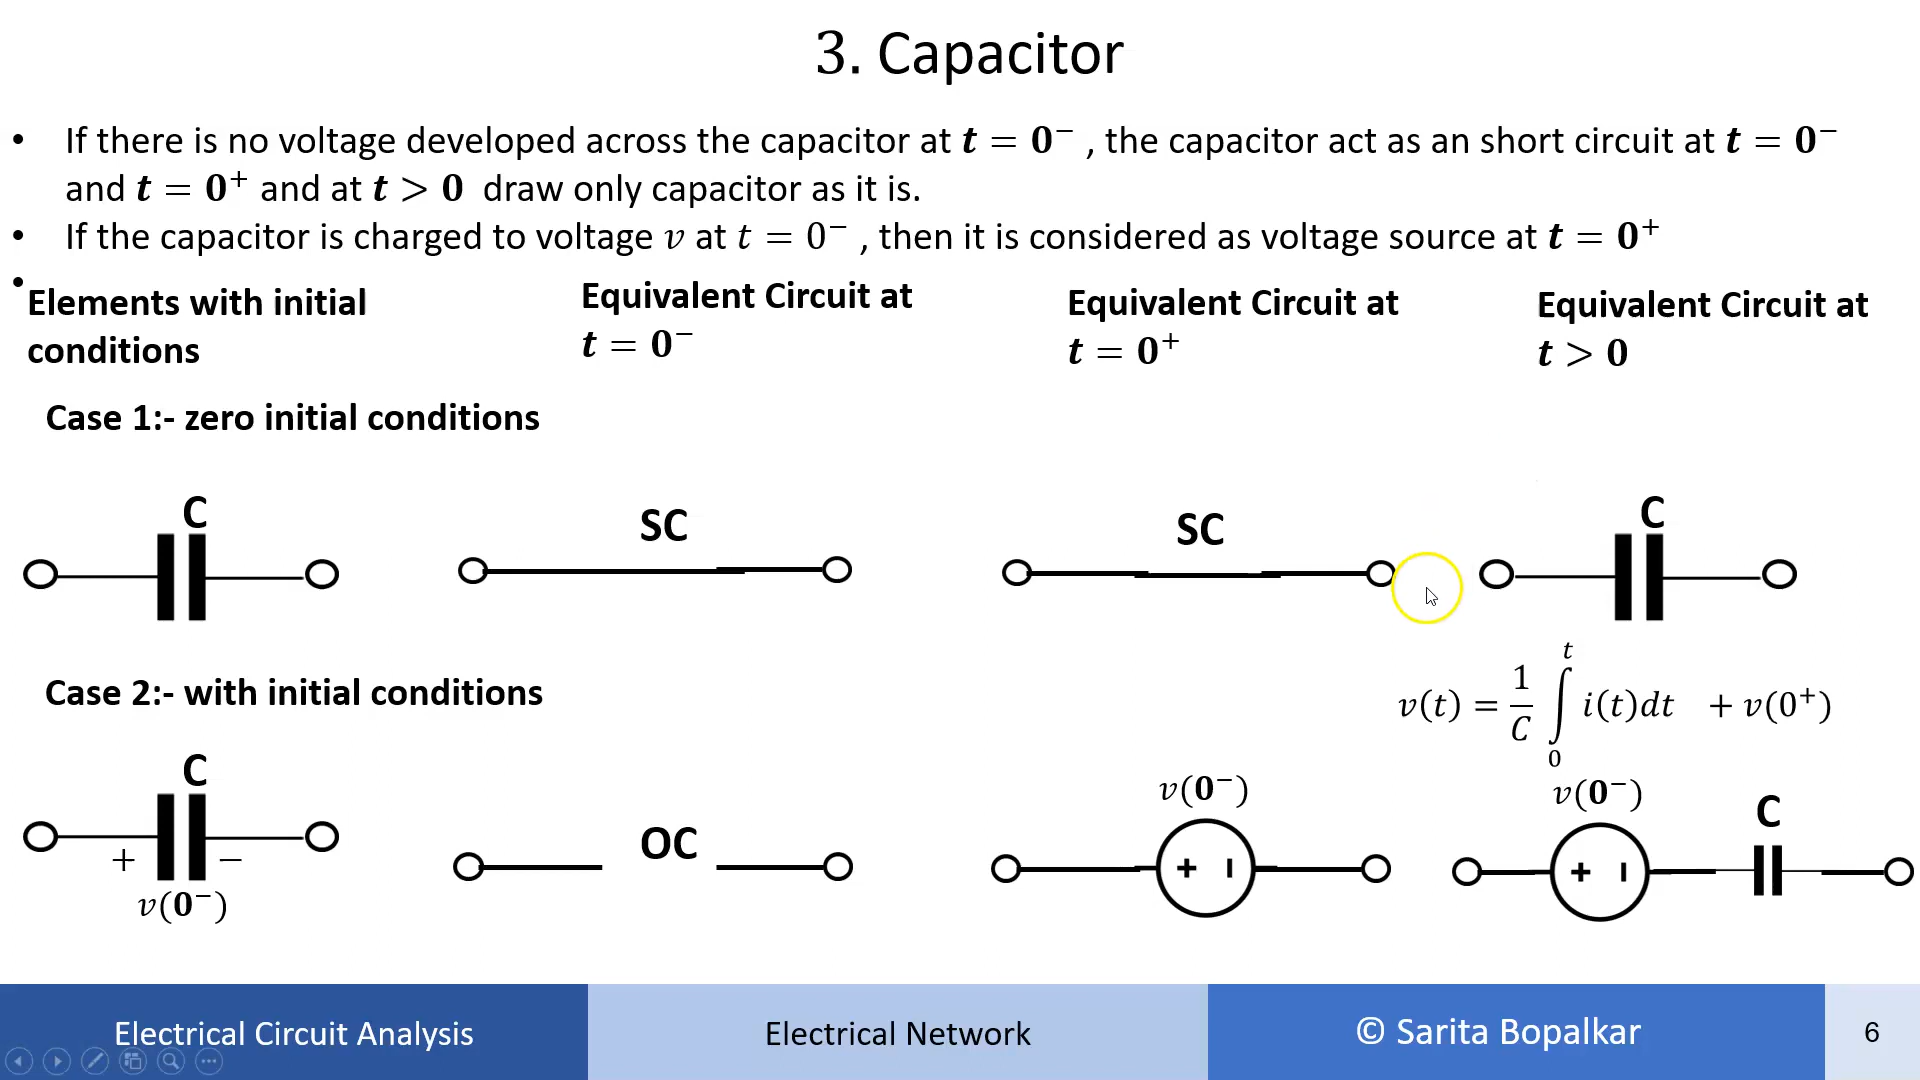 3. Capacitor
• If there is no voltage developed across the capacitor at t = 0⁻ , the capacitor act as an short circuit at t = 0⁻
and t = 0⁺ and at t > 0 draw only capacitor as it is.
• If the capacitor is charged to voltage v at t = 0⁻ , then it is considered as voltage source at t = 0⁺
•
Elements with initial
conditions
Equivalent Circuit at
t = 0⁻
Equivalent Circuit at
t = 0⁺
Equivalent Circuit at
t > 0
Case 1:- zero initial conditions
C
SC
SC
C
v(t) = 1/C ∫₀ᵗ i(t)dt + v(0⁺)
Case 2:- with initial conditions
C
+ −
v(0⁻)
OC
v(0⁻)
+ −
v(0⁻)
+ −
C
Electrical Circuit Analysis
Electrical Network
© Sarita Bopalkar
6